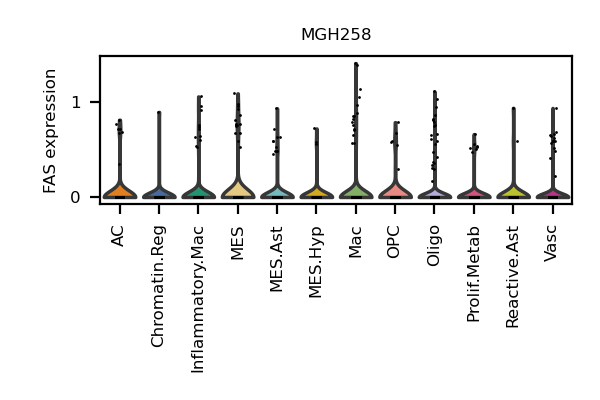 MGH258
FAS expression
1
0
AC
Chromatin.Reg
Inflammatory.Mac
MES
MES.Ast
MES.Hyp
Mac
OPC
Oligo
Prolif.Metab
Reactive.Ast
Vasc